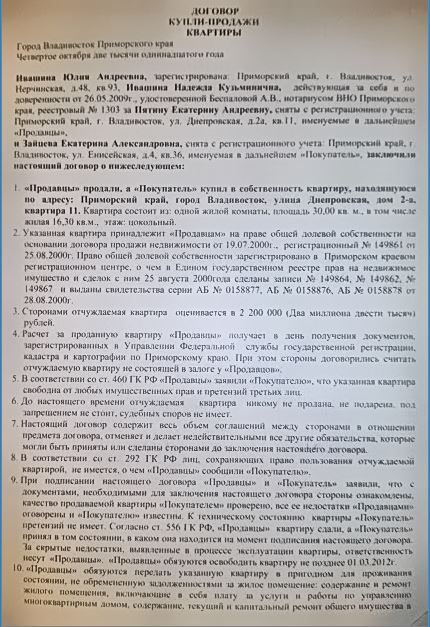 ДОГОВОР
КУПЛИ-ПРОДАЖИ
КВАРТИРЫ
Город Владивосток Приморского края
Четвертое октября две тысячи одиннадцатого года
Ивашина Юлия Андреевна, зарегистрирована: Приморский край, г. Владивосток, ул.
Нерчинская, д.48, кв.93, Ивашина Надежда Кузьминична, действующая за себя и по
доверенности от 26.05.2009г., удостоверенной Беспаловой А.В., нотариусом ВНО Приморского
края, реестровый № 1303 за Пятину Екатерину Андреевну, сняты с регистрационного учета:
Приморский край, г. Владивосток, ул. Днепровская, д.2а, кв.11, именуемые в дальнейшем
«Продавцы»,
и Зайцева Екатерина Александровна, снята с регистрационного учета: Приморский край, г.
Владивосток, ул. Енисейская, д.4, кв.36, именуемая в дальнейшем «Покупатель», заключили
настоящий договор о нижеследующем:
1. «Продавцы» продали, а «Покупатель» купил в собственность квартиру, находящуюся
по адресу: Приморский край, город Владивосток, улица Днепровская, дом 2-а,
квартира 11. Квартира состоит из: одной жилой комнаты, площадь 30,00 кв. м., в том числе
жилая 16,30 кв.м., этаж: цокольный.
2. Указанная квартира принадлежит «Продавцам» на праве общей долевой собственности на
основании договора продажи недвижимости от 19.07.2000г., регистрационный № 149861 от
25.08.2000г. Право общей долевой собственности зарегистрировано в Приморском краевом
регистрационном центре, о чем в Едином государственном реестре прав на недвижимое
имущество и сделок с ним 25 августа 2000года сделаны записи № 149864, № 149862, №
149867 и выданы свидетельства серии АБ № 0158877, АБ № 0158876, АБ № 0158878 от
28.08.2000г.
3. Сторонами отчуждаемая квартира оценивается в 2 200 000 (Два миллиона двести тысяч)
рублей.
4. Расчет за проданную квартиру «Продавцы» получает в день получения документов,
зарегистрированных в Управлении Федеральной службы государственной регистрации,
кадастра и картографии по Приморскому краю. При этом стороны договорились считать
отчуждаемую квартиру не состоящей в залоге у «Продавцов».
5. В соответствии со ст. 460 ГК РФ «Продавцы» заявили «Покупателю», что указанная квартира
свободна от любых имущественных прав и претензий третьих лиц.
6. До настоящего времени отчуждаемая квартира никому не продана, не подарена, под
запрещением не стоит, судебных споров не имеет.
7. Настоящий договор содержит весь объем соглашений между сторонами в отношении
предмета договора, отменяет и делает недействительными все другие обязательства, которые
могли быть приняты или сделаны сторонами до заключения настоящего договора.
8. В соответствии со ст. 292 ГК РФ лиц, сохраняющих право пользования отчуждаемой
квартирой, не имеется, о чем «Продавцы» сообщили «Покупателю».
9. При подписании настоящего договора «Продавцы» и «Покупатель» заявили, что с
документами, необходимыми для заключения настоящего договора стороны ознакомлены,
качество продаваемой квартиры «Покупателем» проверено, все ее недостатки «Продавцами»
оговорены и «Покупателю» известны. К техническому состоянию квартиры «Покупатель»
претензий не имеет. Согласно ст. 556 ГК РФ, «Продавцы» квартиру сдали, а «Покупатель»
принял в том состоянии, в каком она находится на момент подписания настоящего договора.
За скрытые недостатки, выявленные в процессе эксплуатации квартиры, ответственность
несут «Продавцы». «Продавцы» обязуются освободить квартиру не позднее 01.03.2012г.
10. «Продавцы» обязуются передать указанную квартиру в пригодном для проживания
состоянии, не обремененную задолженностями за жилое помещение: содержание и ремонт
жилого помещения, включающие в себя плату за услуги и работы по управлению
многоквартирным домом, содержание, текущий и капитальный ремонт общего имущества в